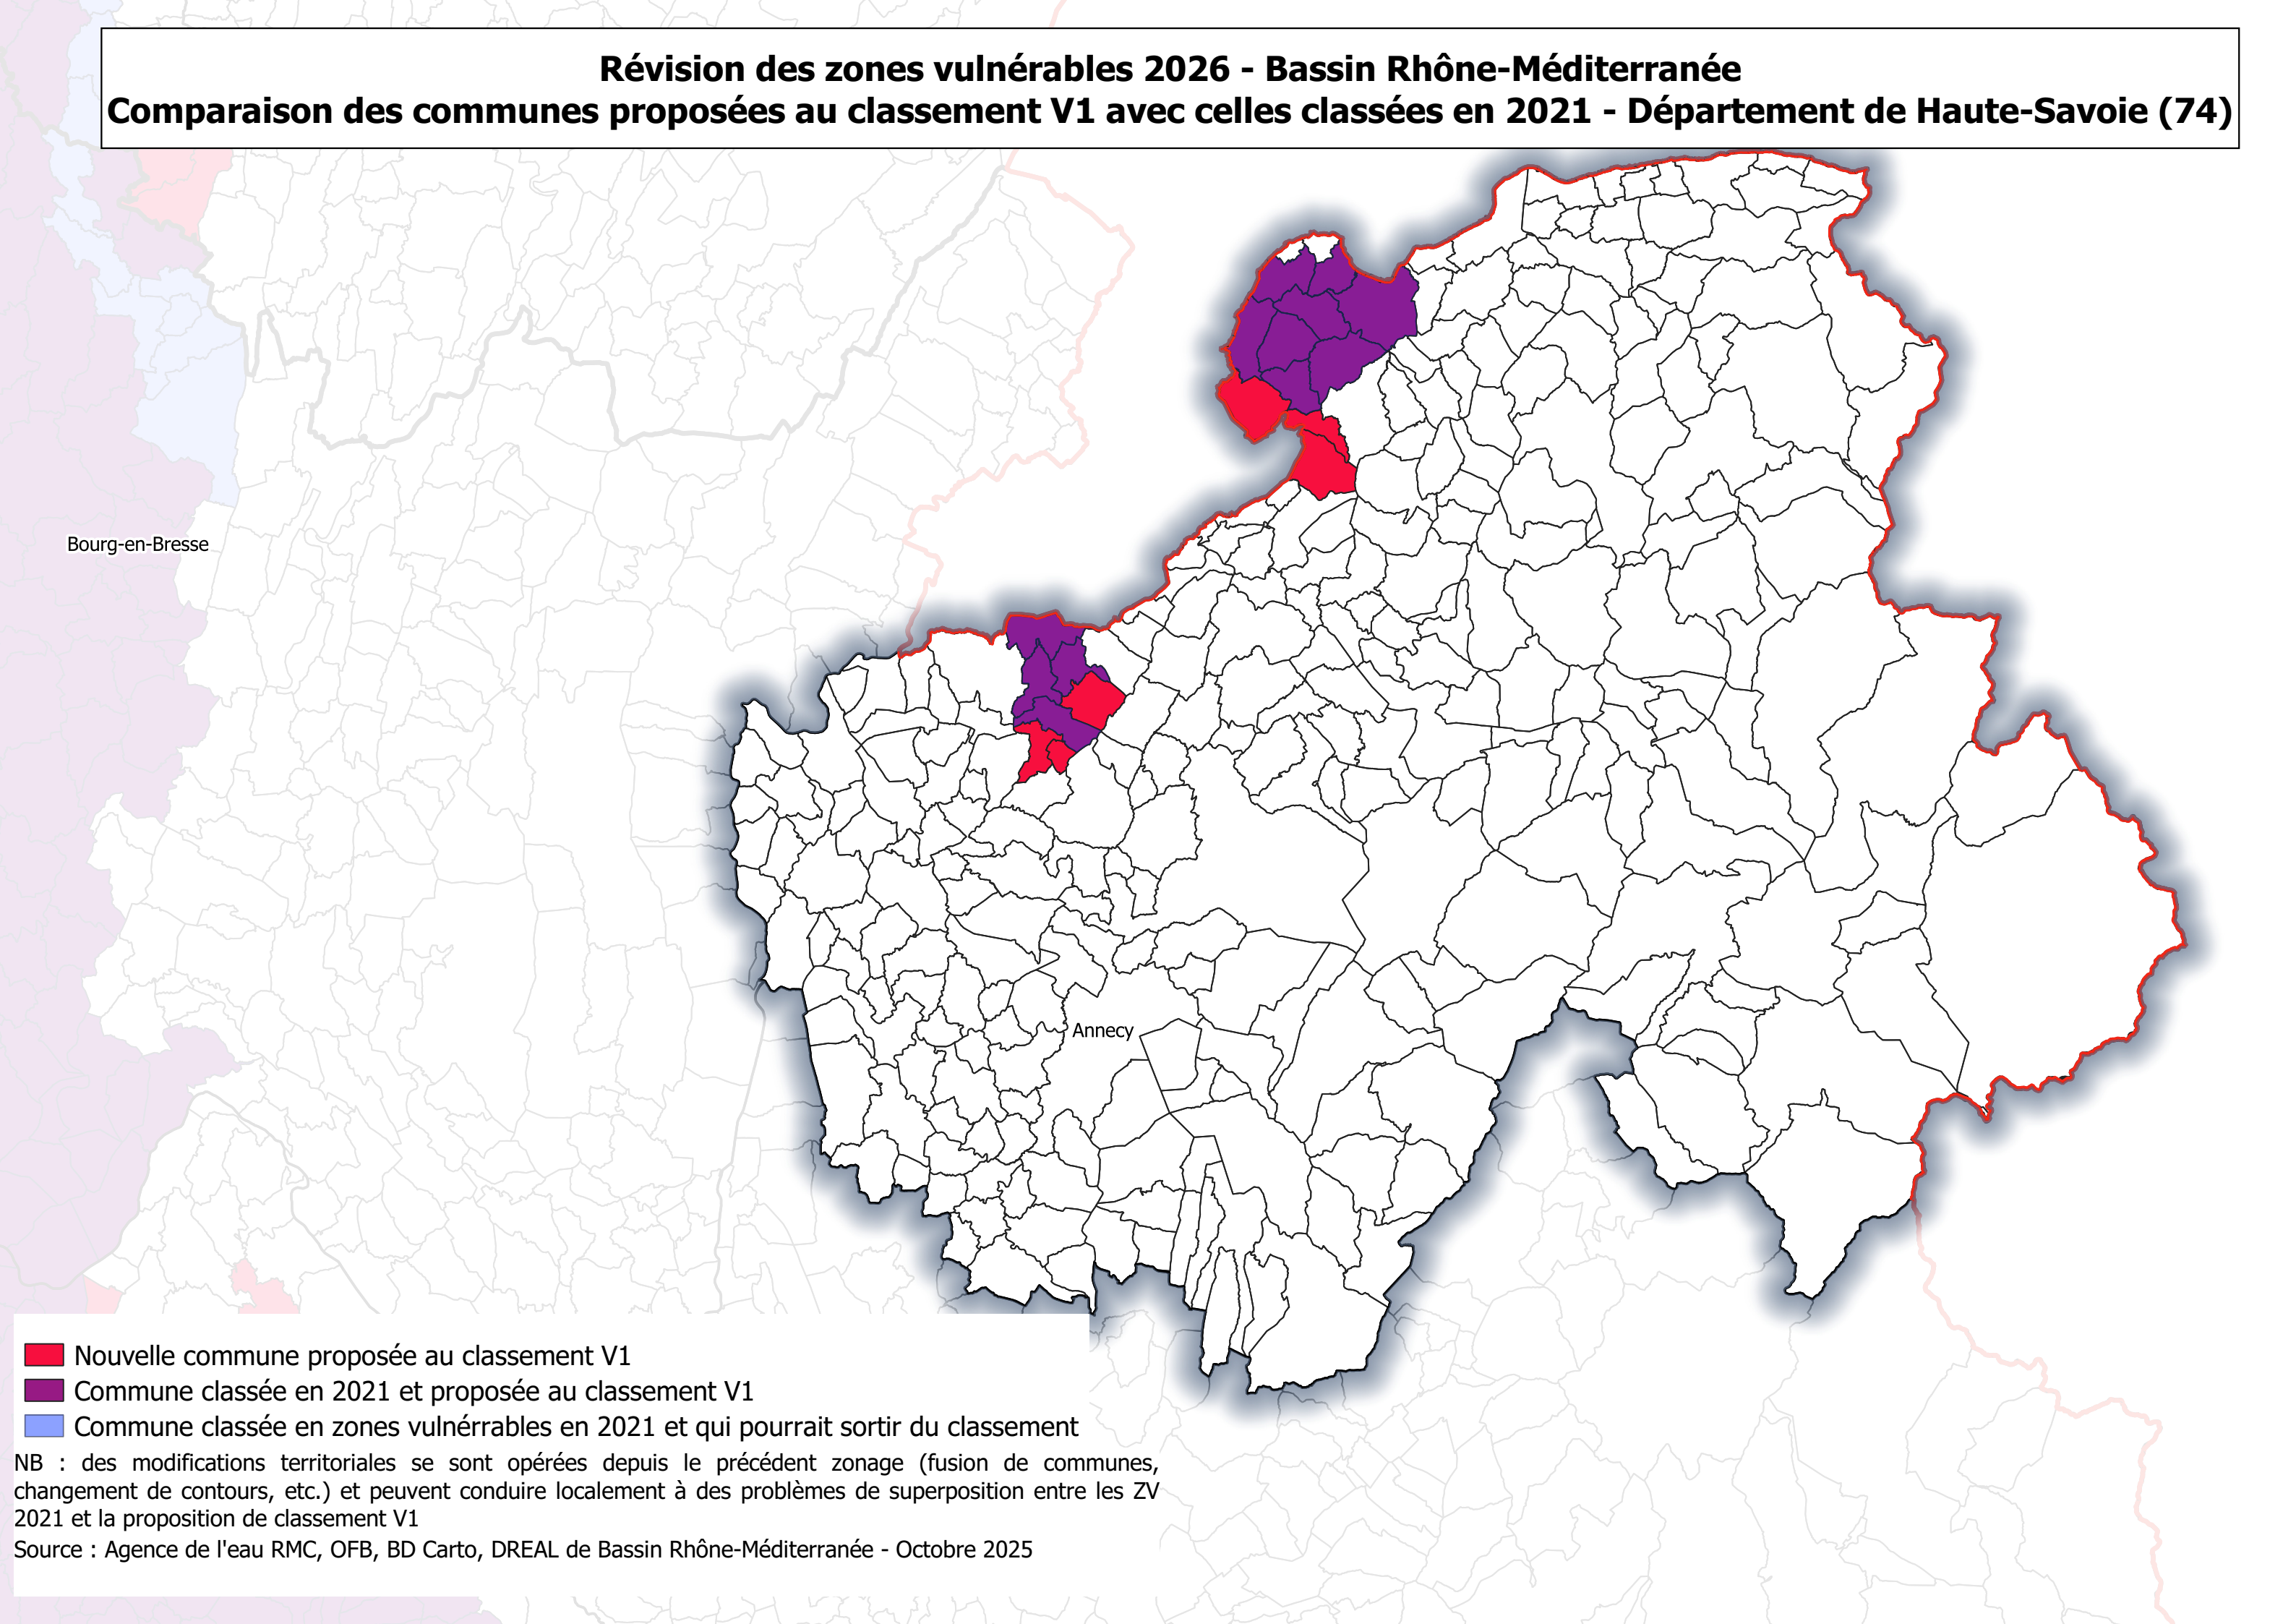 Révision des zones vulnérables 2026 - Bassin Rhône-Méditerranée
Comparaison des communes proposées au classement V1 avec celles classées en 2021 - Département de Haute-Savoie (74)
Bourg-en-Bresse
Annecy
Nouvelle commune proposée au classement V1
Commune classée en 2021 et proposée au classement V1
Commune classée en zones vulnérrables en 2021 et qui pourrait sortir du classement
NB : des modifications territoriales se sont opérées depuis le précédent zonage (fusion de communes,
changement de contours, etc.) et peuvent conduire localement à des problèmes de superposition entre les ZV
2021 et la proposition de classement V1
Source : Agence de l'eau RMC, OFB, BD Carto, DREAL de Bassin Rhône-Méditerranée - Octobre 2025